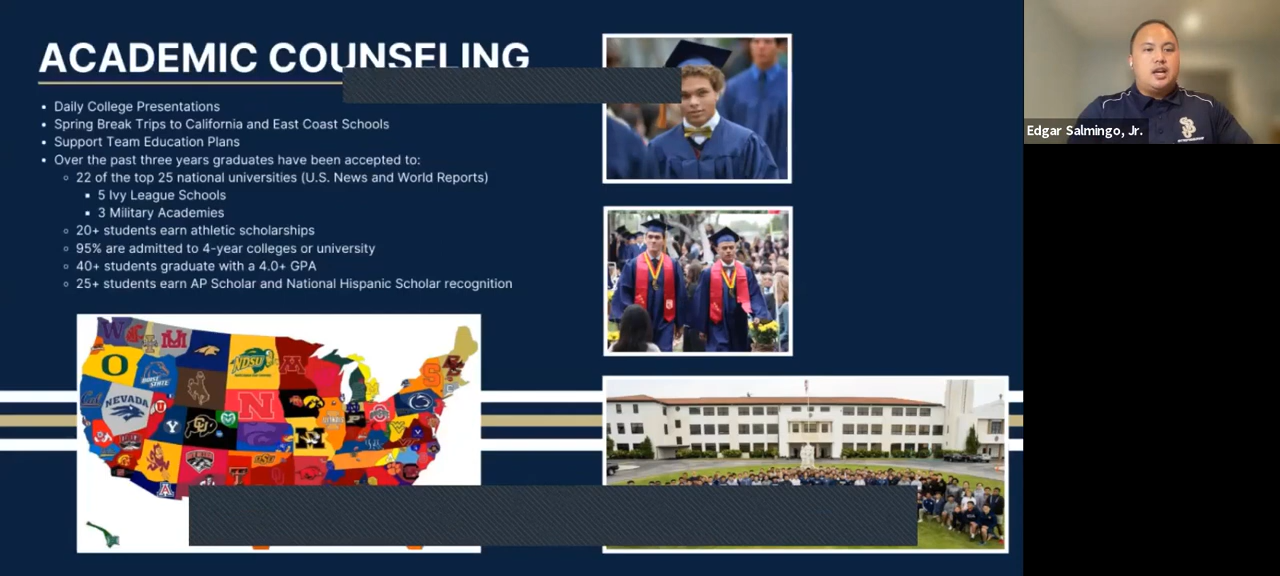 ACADEMIC COUNSELING
Daily College Presentations
Spring Break Trips to California and East Coast Schools
Support Team Education Plans
Over the past three years graduates have been accepted to:
22 of the top 25 national universities (U.S. News and World Reports)
5 Ivy League Schools
3 Military Academies
20+ students earn athletic scholarships
95% are admitted to 4-year colleges or university
40+ students graduate with a 4.0+ GPA
25+ students earn AP Scholar and National Hispanic Scholar recognition
NDSU
NEVADA
Edgar Salmingo, Jr.